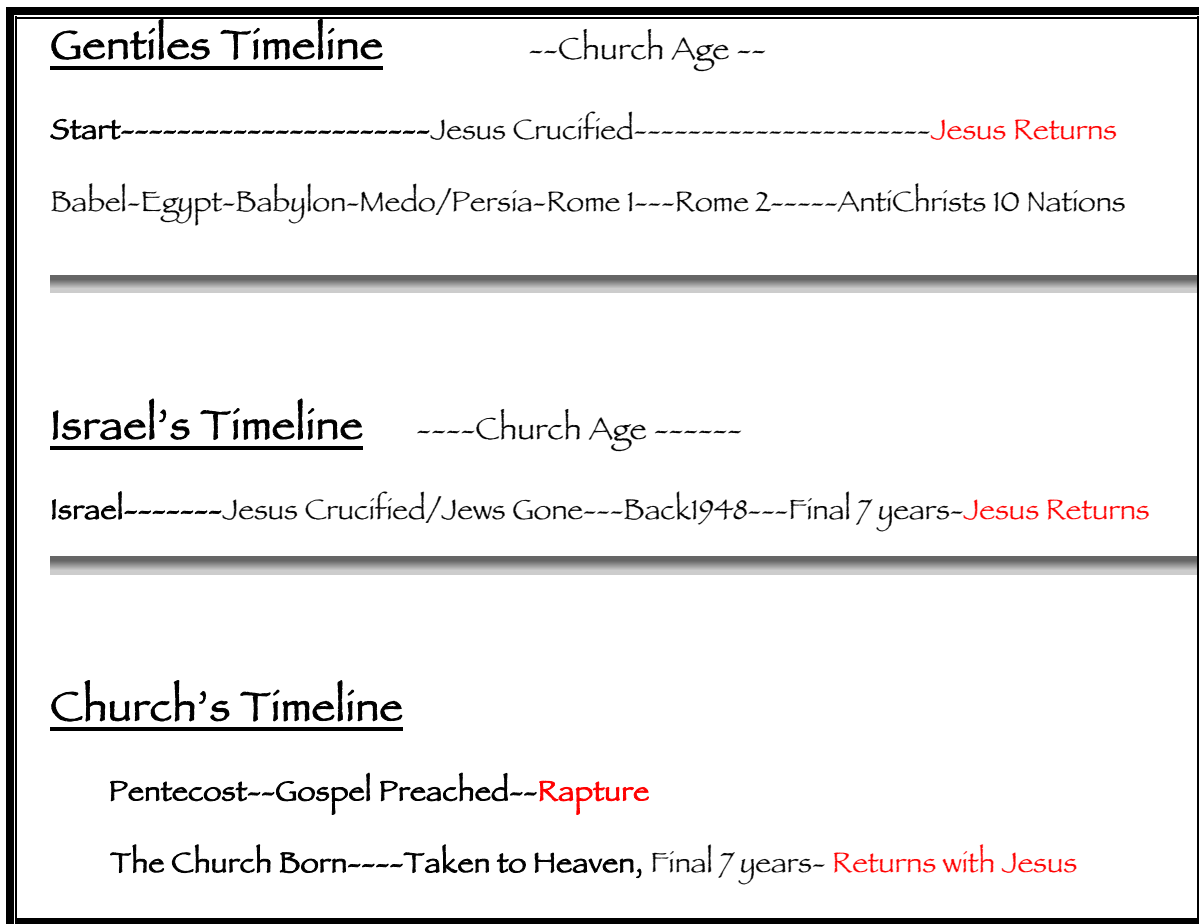 Gentiles Timeline --Church Age --
Start----------------------Jesus Crucified----------------------Jesus Returns
Babel-Egypt-Babylon-Medo/Persia-Rome 1---Rome 2-----AntiChrists 10 Nations
Israel's Timeline ----Church Age ------
Israel-------Jesus Crucified/Jews Gone---Back1948---Final 7 years-Jesus Returns
Church's Timeline
Pentecost--Gospel Preached--Rapture
The Church Born----Taken to Heaven, Final 7 years- Returns with Jesus